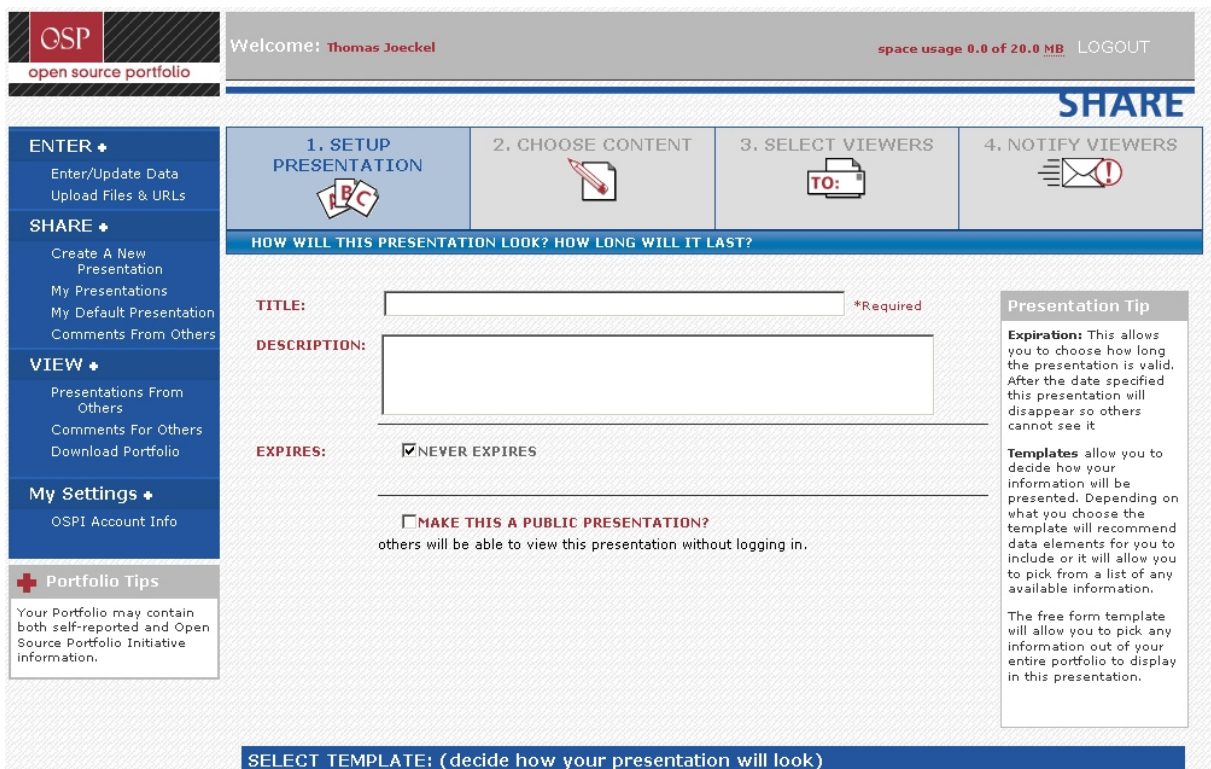 OSP
open source portfolio
Welcome: Thomas Joeckel
space usage 0.0 of 20.0 MB LOGOUT
SHARE
ENTER
Enter/Update Data
Upload Files & URLs
SHARE
Create A New
Presentation
My Presentations
My Default Presentation
Comments From Others
VIEW
Presentations From
Others
Comments For Others
Download Portfolio
My Settings
OSPI Account Info
Portfolio Tips
Your Portfolio may contain
both self-reported and Open
Source Portfolio Initiative
information.
1. SETUP
PRESENTATION
ABC
2. CHOOSE CONTENT
3. SELECT VIEWERS
TO:
4. NOTIFY VIEWERS
!
HOW WILL THIS PRESENTATION LOOK? HOW LONG WILL IT LAST?
TITLE: *Required
DESCRIPTION:
EXPIRES: NEVER EXPIRES
MAKE THIS A PUBLIC PRESENTATION?
others will be able to view this presentation without logging in.
Presentation Tip
Expiration: This allows
you to choose how long
the presentation is valid.
After the date specified
this presentation will
disappear so others
cannot see it
Templates allow you to
decide how your
information will be
presented. Depending on
what you choose the
template will recommend
data elements for you to
include or it will allow you
to pick from a list of any
available information.
The free form template
will allow you to pick any
information out of your
entire portfolio to display
in this presentation.
SELECT TEMPLATE: (decide how your presentation will look)